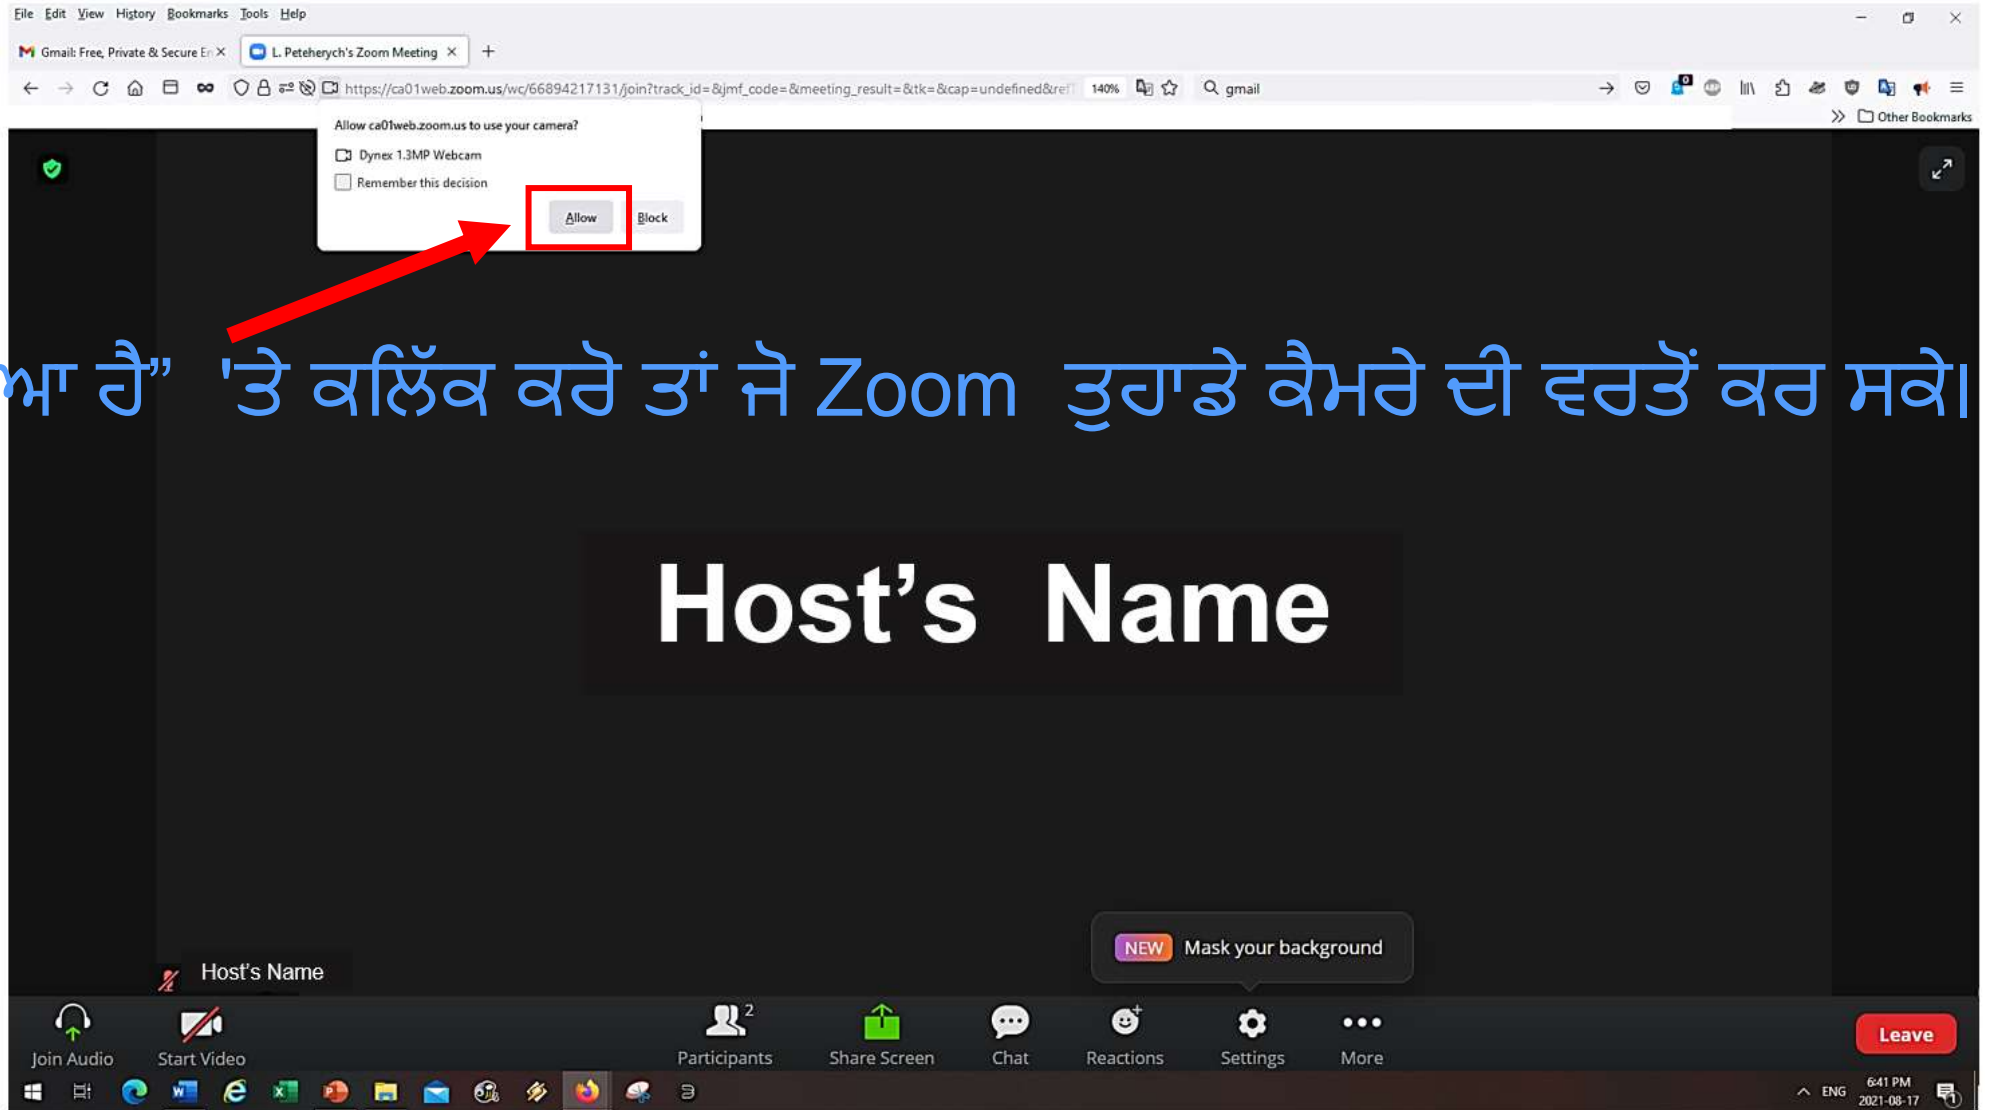 File Edit View History Bookmarks Tools Help
Gmail: Free, Private & Secure En
L. Peteherych's Zoom Meeting
https://ca01web.zoom.us/wc/66894217131/join?track_id=&jmf_code=&meeting_result=&tk=&cap=undefined&ref
140%
gmail
Other Bookmarks
Allow ca01web.zoom.us to use your camera?
Dynex 1.3MP Webcam
Remember this decision
Allow Block
ਆ ਹੈ” 'ਤੇ ਕਲਿੱਕ ਕਰੋ ਤਾਂ ਜੋ Zoom ਤੁਹਾਡੇ ਕੈਮਰੇ ਦੀ ਵਰਤੋਂ ਕਰ ਸਕੇ।
Host’s Name
NEW Mask your background
Host’s Name
2
Join Audio Start Video Participants Share Screen Chat Reactions Settings More Leave
ENG 6:41 PM
2021-08-17